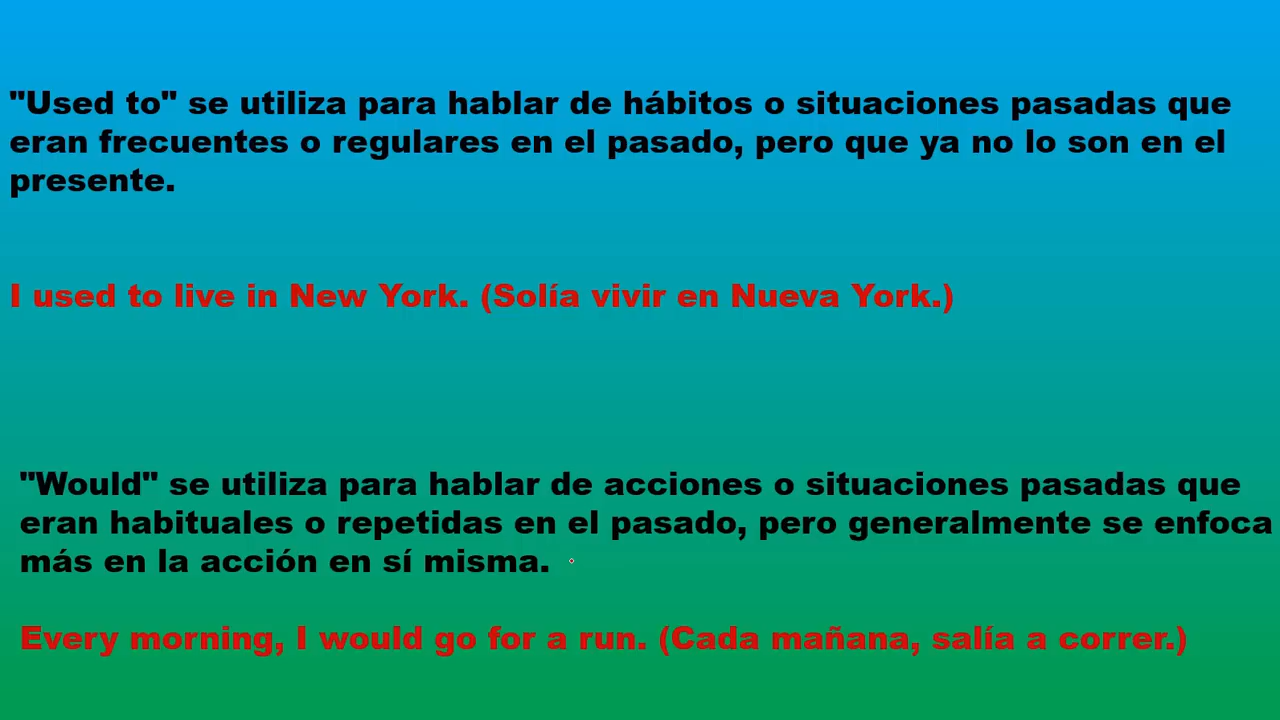 "Used to" se utiliza para hablar de hábitos o situaciones pasadas que
eran frecuentes o regulares en el pasado, pero que ya no lo son en el
presente.
I used to live in New York. (Solía vivir en Nueva York.)
"Would" se utiliza para hablar de acciones o situaciones pasadas que
eran habituales o repetidas en el pasado, pero generalmente se enfoca
más en la acción en sí misma.
Every morning, I would go for a run. (Cada mañana, salía a correr.)